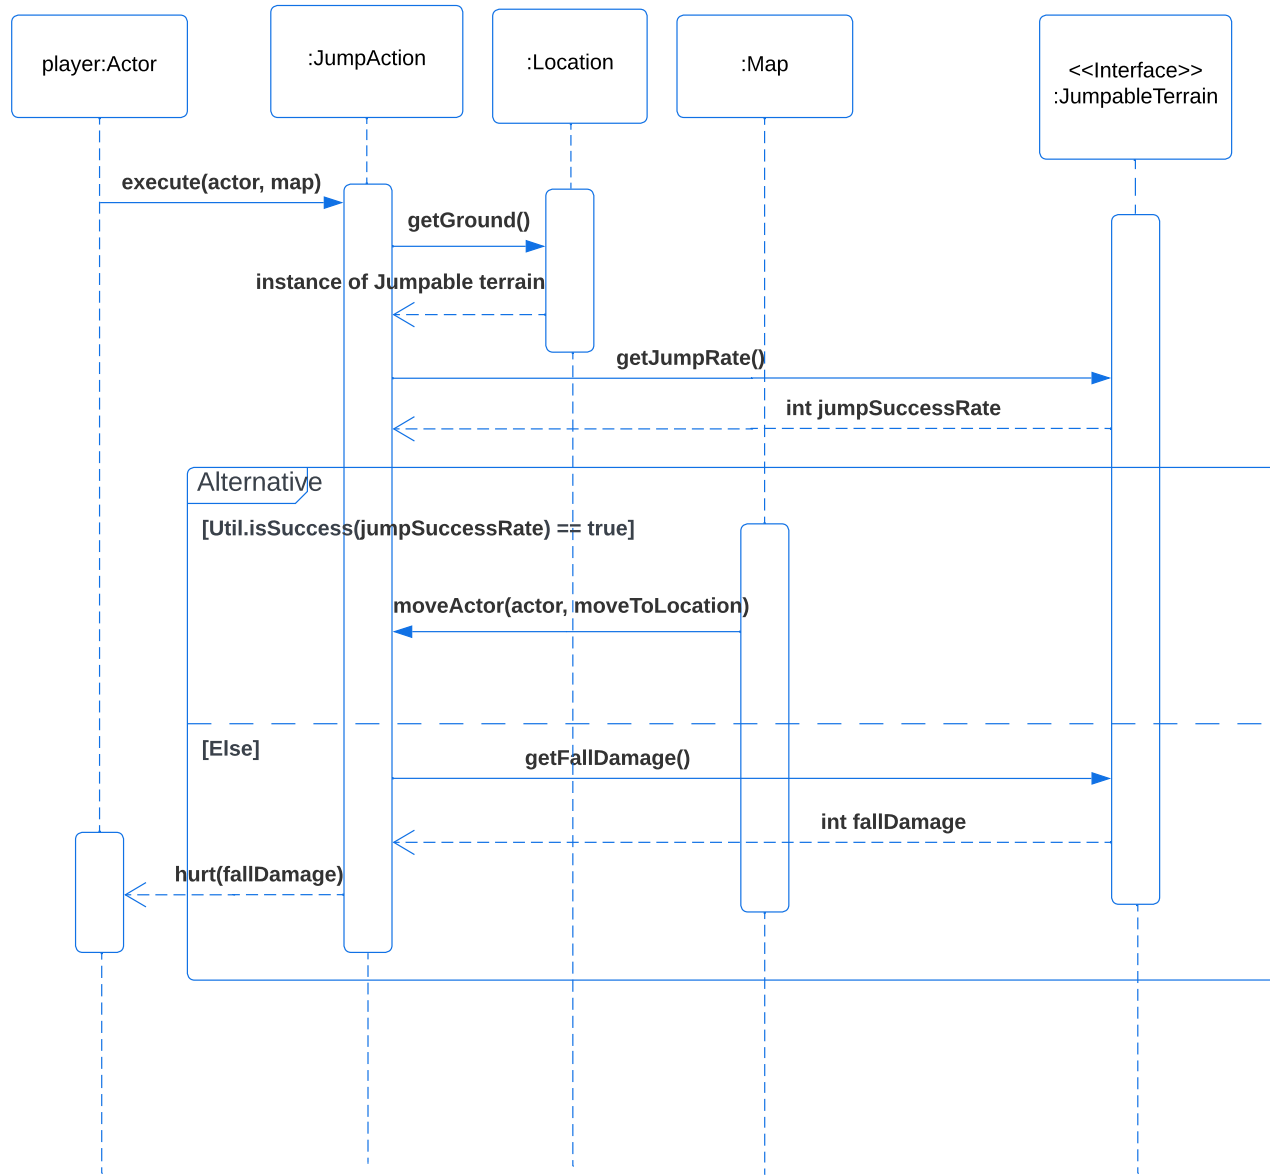 player:Actor
:JumpAction
:Location
:Map
<<Interface>>
:JumpableTerrain
execute(actor, map)
getGround()
instance of Jumpable terrain
getJumpRate()
int jumpSuccessRate
Alternative
[Util.isSuccess(jumpSuccessRate) == true]
moveActor(actor, moveToLocation)
[Else]
getFallDamage()
int fallDamage
hurt(fallDamage)